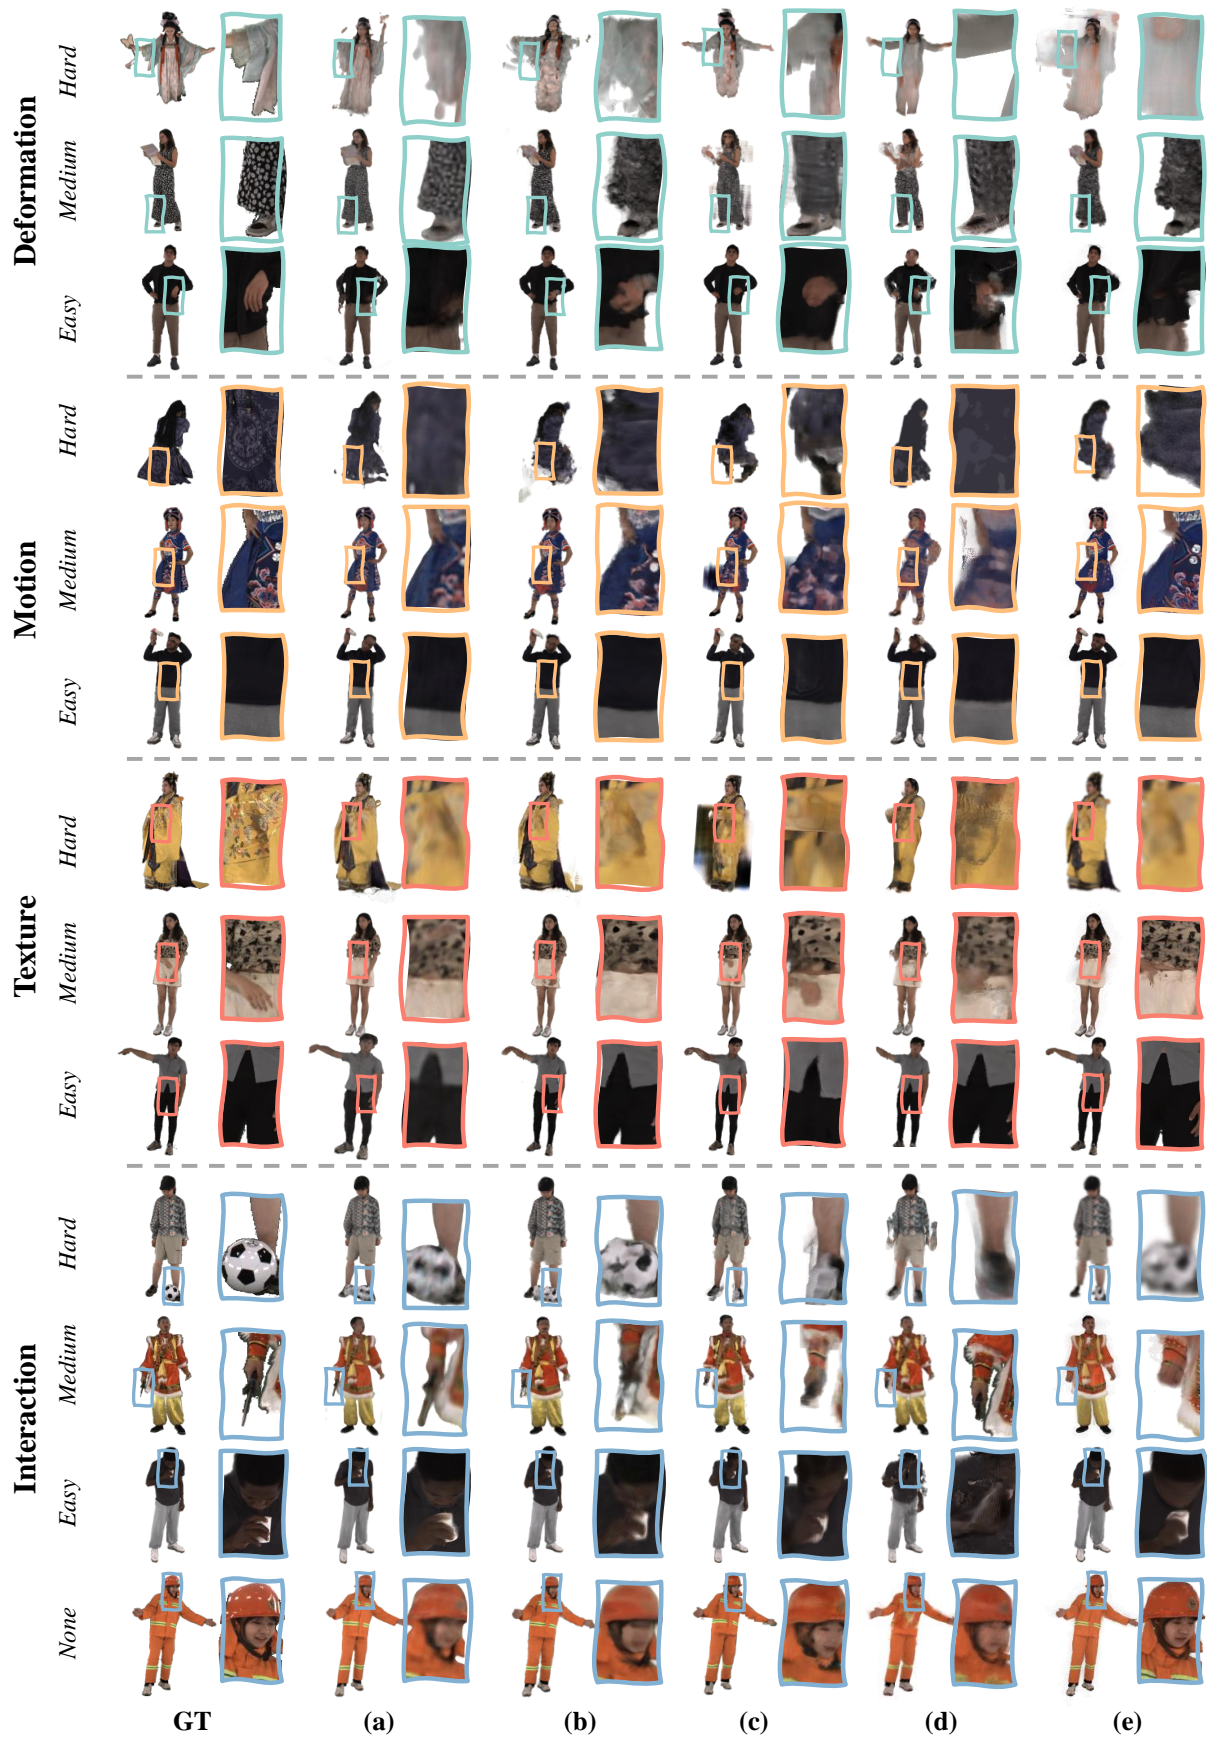 Deformation
Hard
Medium
Easy
Motion
Hard
Medium
Easy
Texture
Hard
Medium
Easy
Interaction
Hard
Medium
Easy
None
GT (a) (b) (c) (d) (e)